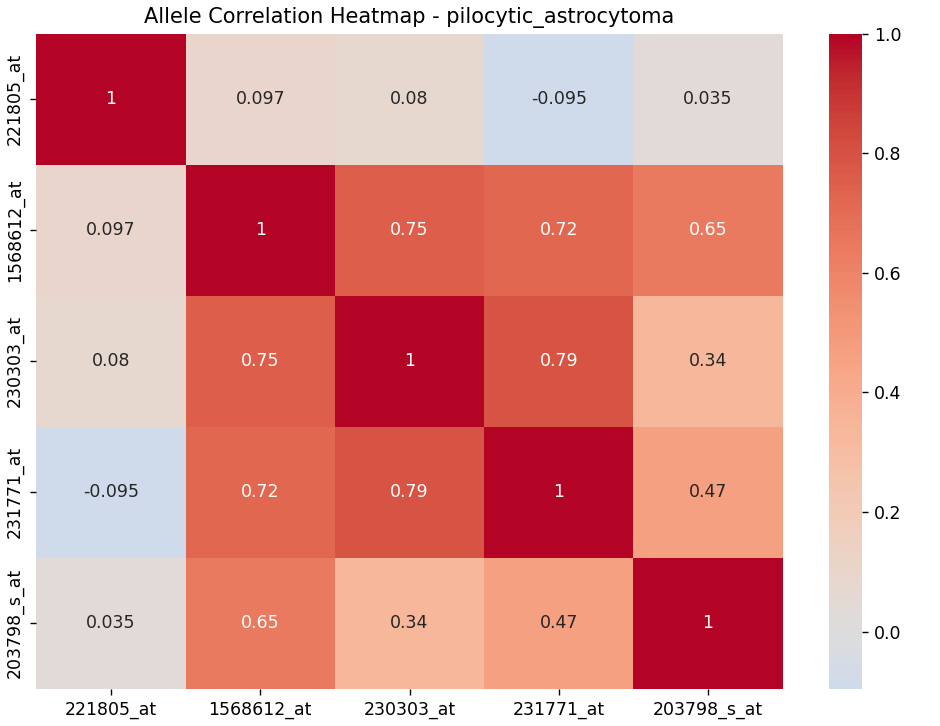 Allele Correlation Heatmap - pilocytic_astrocytoma
221805_at 1 0.097 0.08 -0.095 0.035
1568612_at 0.097 1 0.75 0.72 0.65
230303_at 0.08 0.75 1 0.79 0.34
231771_at -0.095 0.72 0.79 1 0.47
203798_s_at 0.035 0.65 0.34 0.47 1
221805_at 1568612_at 230303_at 231771_at 203798_s_at
1.0
0.8
0.6
0.4
0.2
0.0